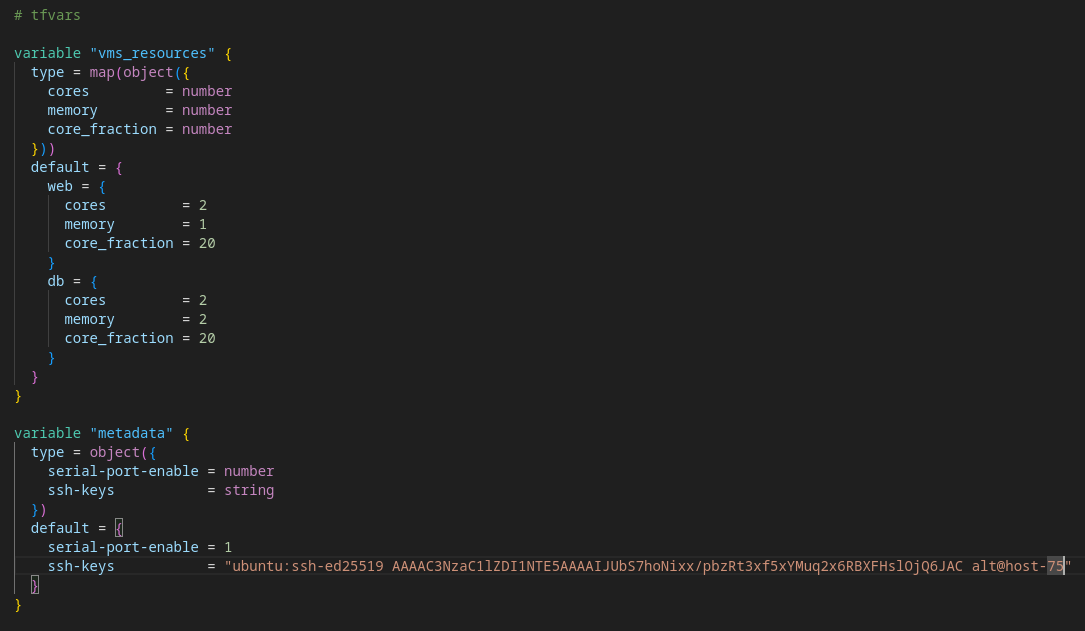 # tfvars
variable "vms_resources" {
  type = map(object({
    cores         = number
    memory        = number
    core_fraction = number
  }))
  default = {
    web = {
      cores         = 2
      memory        = 1
      core_fraction = 20
    }
    db = {
      cores         = 2
      memory        = 2
      core_fraction = 20
    }
  }
}
variable "metadata" {
  type = object({
    serial-port-enable = number
    ssh-keys           = string
  })
  default = {
    serial-port-enable = 1
    ssh-keys           = "ubuntu:ssh-ed25519 AAAAC3NzaC1lZDI1NTE5AAAAIJUbS7hoNixx/pbzRt3xf5xYMuq2x6RBXFHslOjQ6JAC alt@host-75"
  }
}